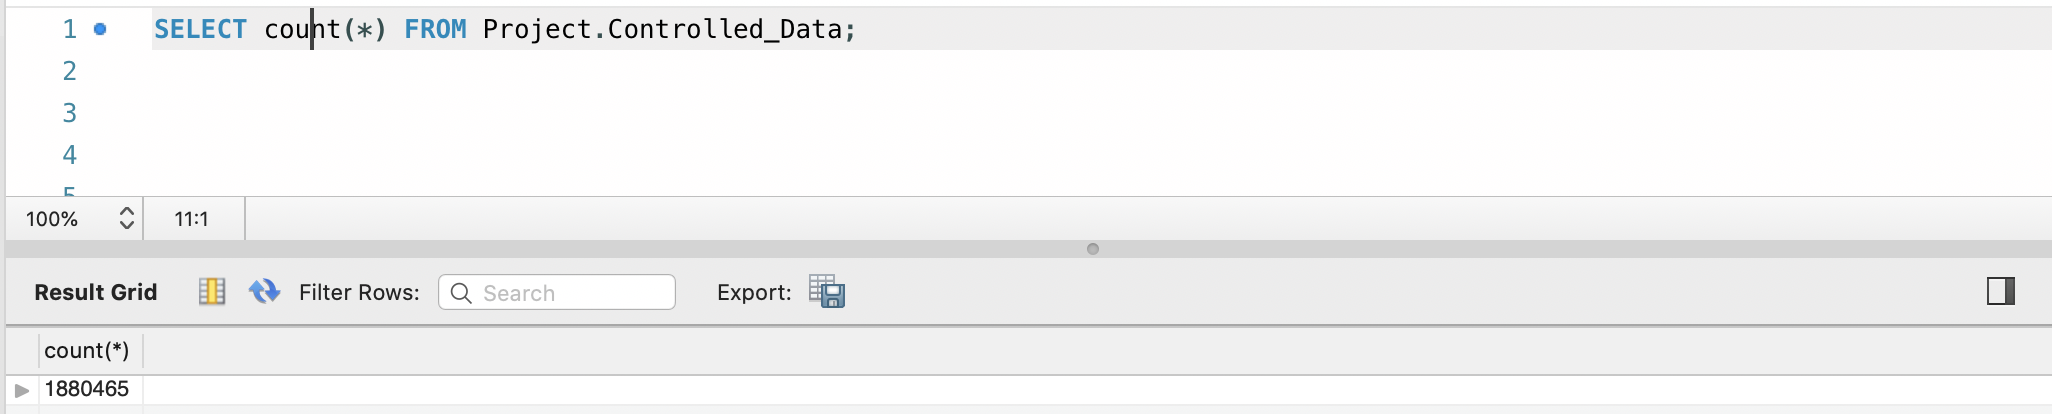 1 SELECT count(*) FROM Project.Controlled_Data;
2
3
4
5
100% 11:1
Result Grid Filter Rows: Search Export:
count(*)
1880465